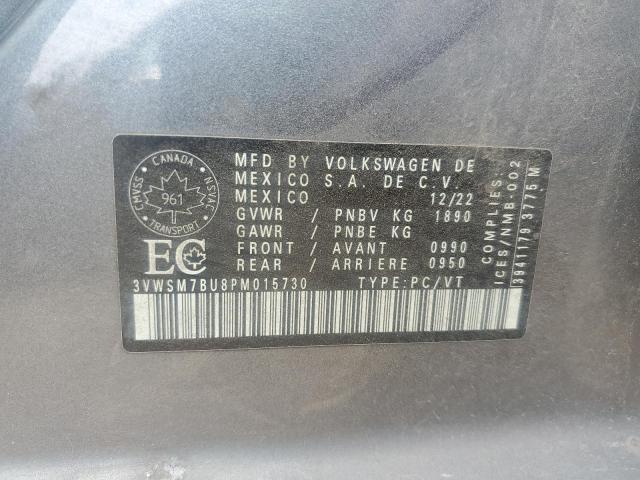 CANADA
CMVSS NSVAC
961
TRANSPORT
EC
MFD BY VOLKSWAGEN DE
MEXICO S.A. DE C.V.
MEXICO 12/22
GVWR / PNBV KG 1890
GAWR / PNBE KG
FRONT / AVANT 0990
REAR / ARRIERE 0950
3VWSM7BU8PM015730 TYPE:PC/VT
COMPLIES:
ICES/NMB-002
39411179 3775 M